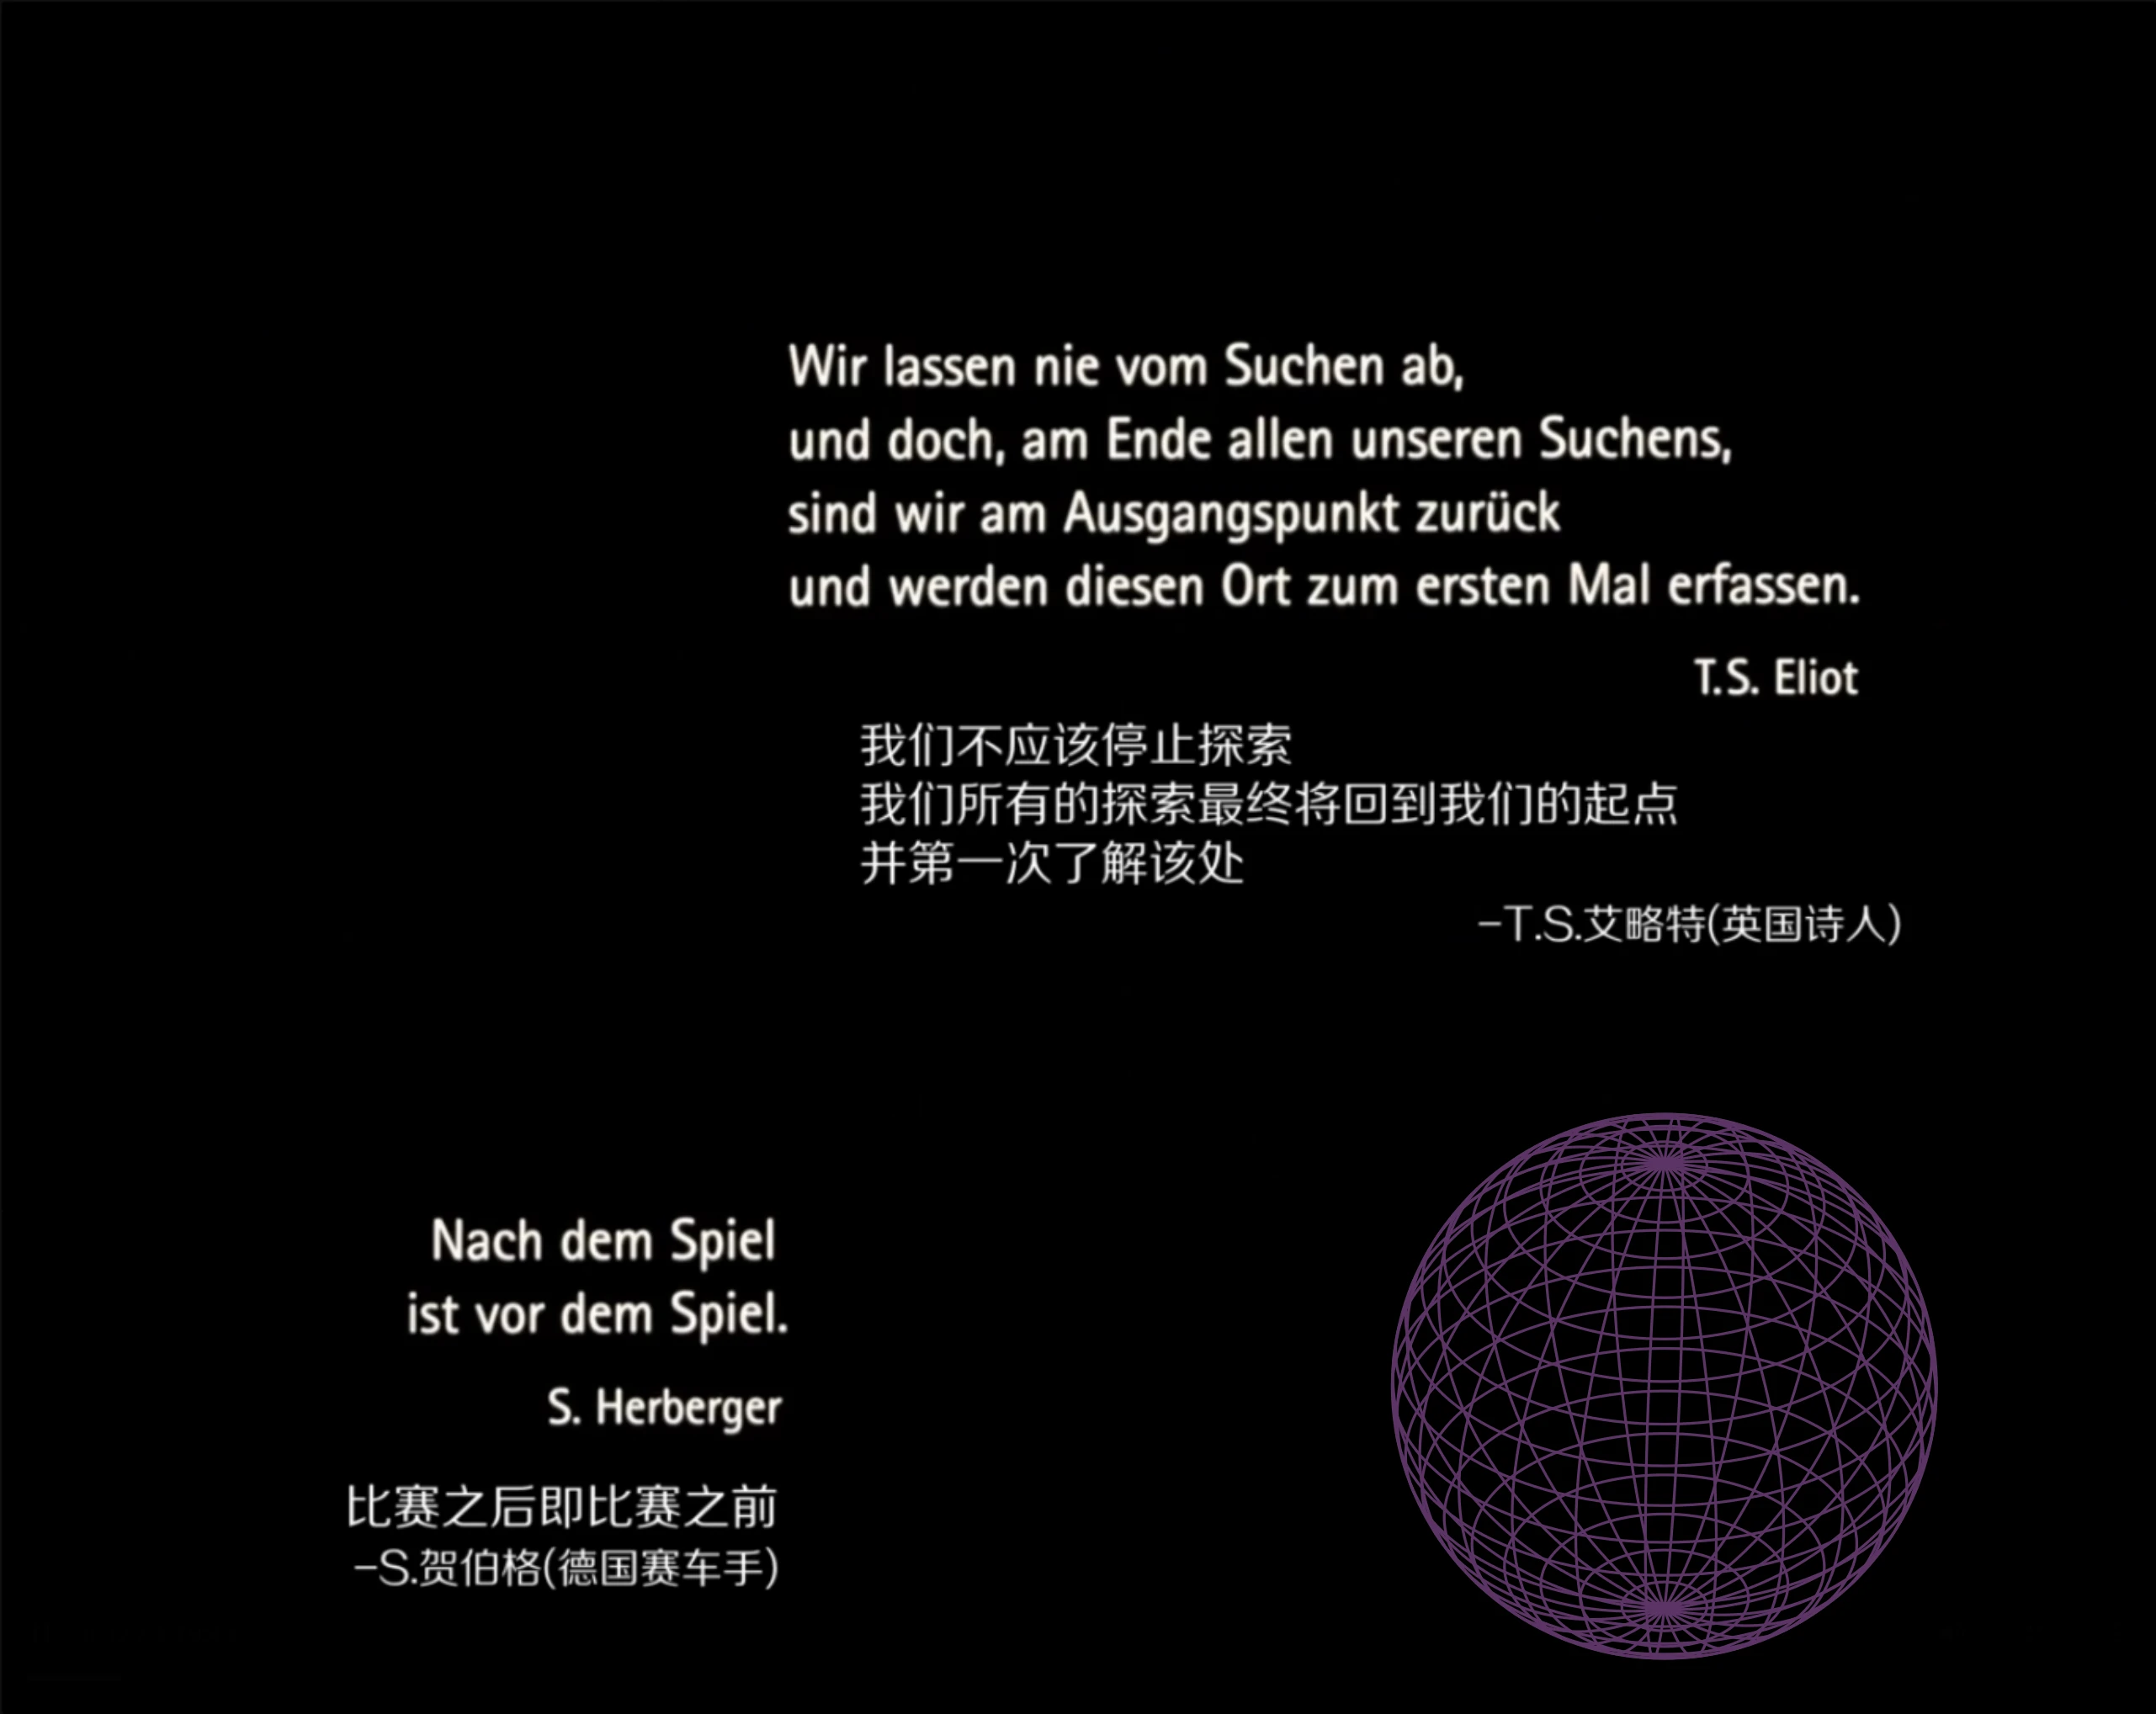 Wir lassen nie vom Suchen ab,
und doch, am Ende allen unseren Suchens,
sind wir am Ausgangspunkt zurück
und werden diesen Ort zum ersten Mal erfassen.
T.S. Eliot
我们不应该停止探索
我们所有的探索最终将回到我们的起点
并第一次了解该处
-T.S.艾略特(英国诗人)
Nach dem Spiel
ist vor dem Spiel.
S. Herberger
比赛之后即比赛之前
-S.贺伯格(德国赛车手)